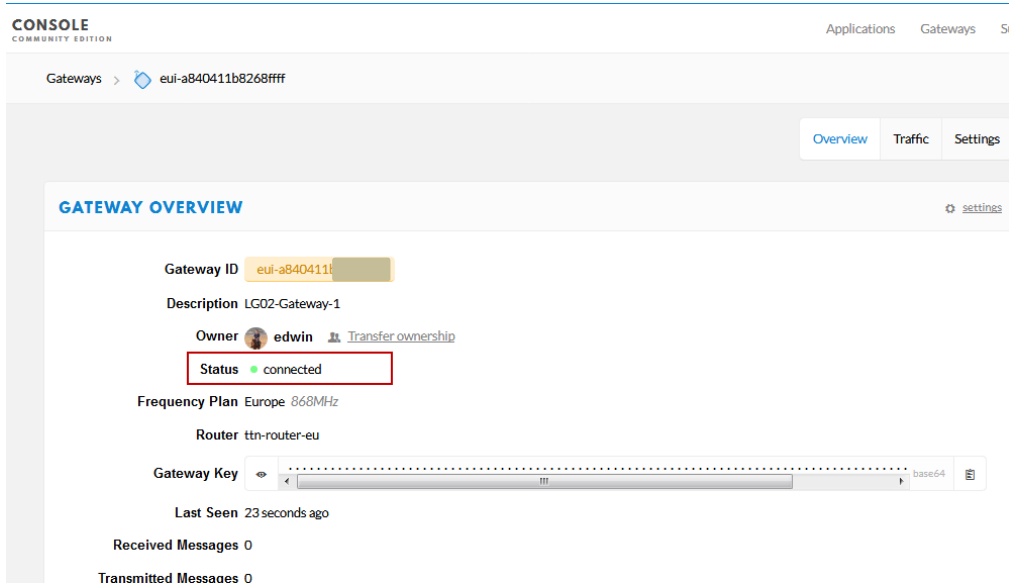 CONSOLE
COMMUNITY EDITION
Applications Gateways
Gateways > eui-a840411b8268ffff
Overview Traffic Settings
GATEWAY OVERVIEW
settings
Gateway ID eui-a840411
Description LG02-Gateway-1
Owner edwin Transfer ownership
Status connected
Frequency Plan Europe 868MHz
Router ttn-router-eu
Gateway Key base64
Last Seen 23 seconds ago
Received Messages 0
Transmitted Messages 0